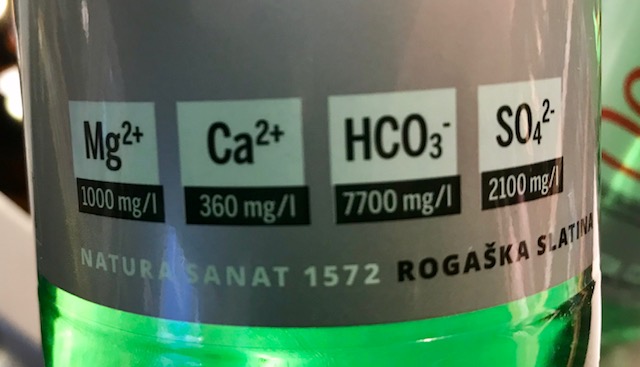 Mg²⁺ Ca²⁺ HCO₃⁻ SO₄²⁻
1000 mg/l 360 mg/l 7700 mg/l 2100 mg/l
NATURA SANAT 1572 ROGAŠKA SLATINA